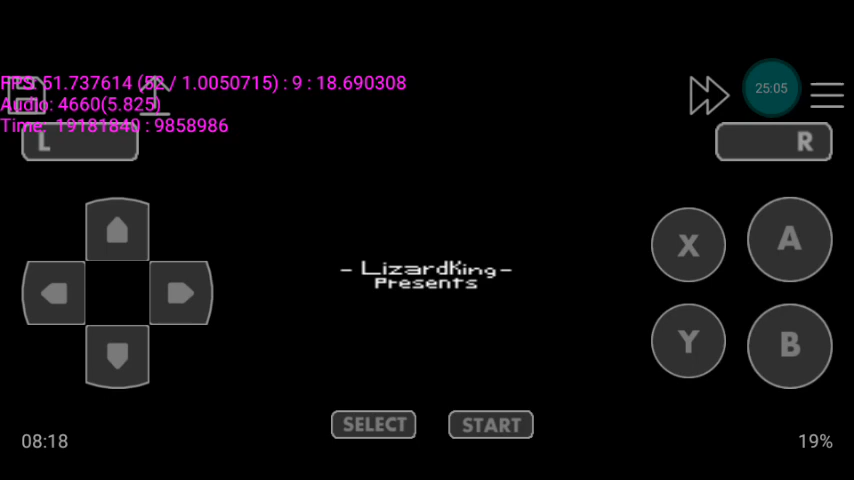 FPS: 51.737614 (52 / 1.0050715) : 9 : 18.690308
Audio: 4660(5.825)
Time: 19181840 : 9858986
25:05
L
R
X
A
- LizardKing -
Presents
Y
B
SELECT
START
08:18
19%